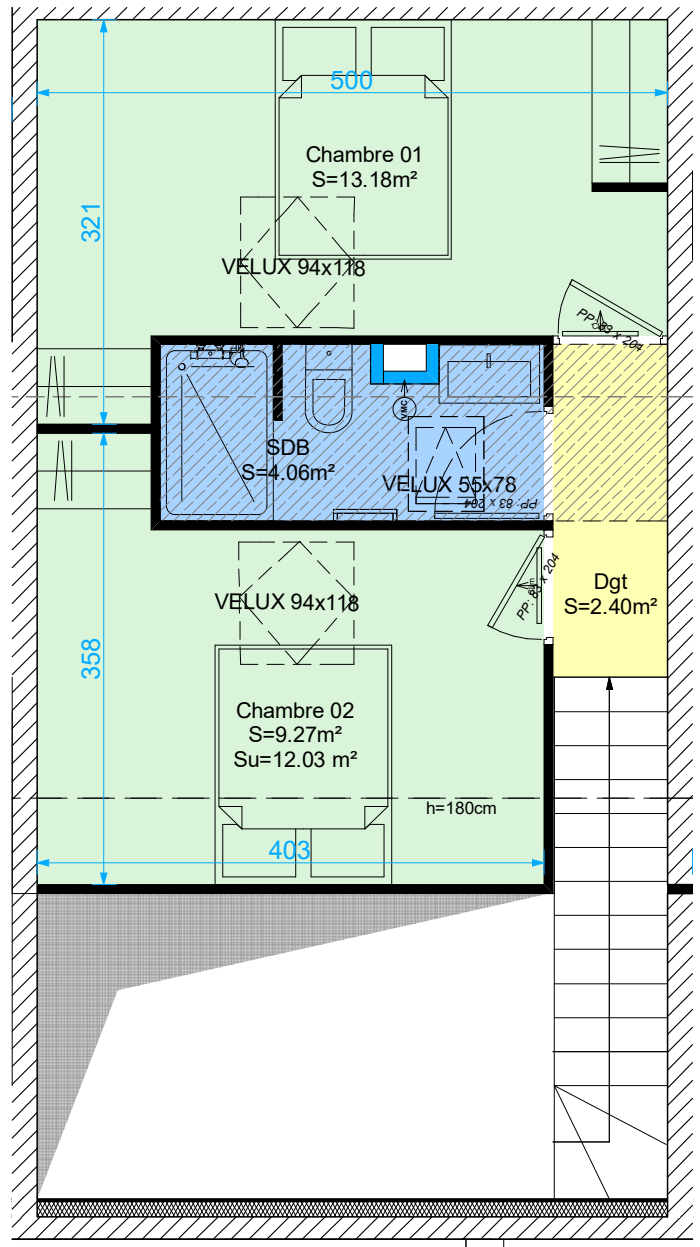 500
Chambre 01
S=13.18m²
321
VELUX 94x118
PP: 83 x 204
VMC
SDB
S=4.06m²
VELUX 55x78
PP: 83 x 204
VELUX 94x118
PP: 83 x 204
Dgt
S=2.40m²
358
Chambre 02
S=9.27m²
Su=12.03 m²
h=180cm
403